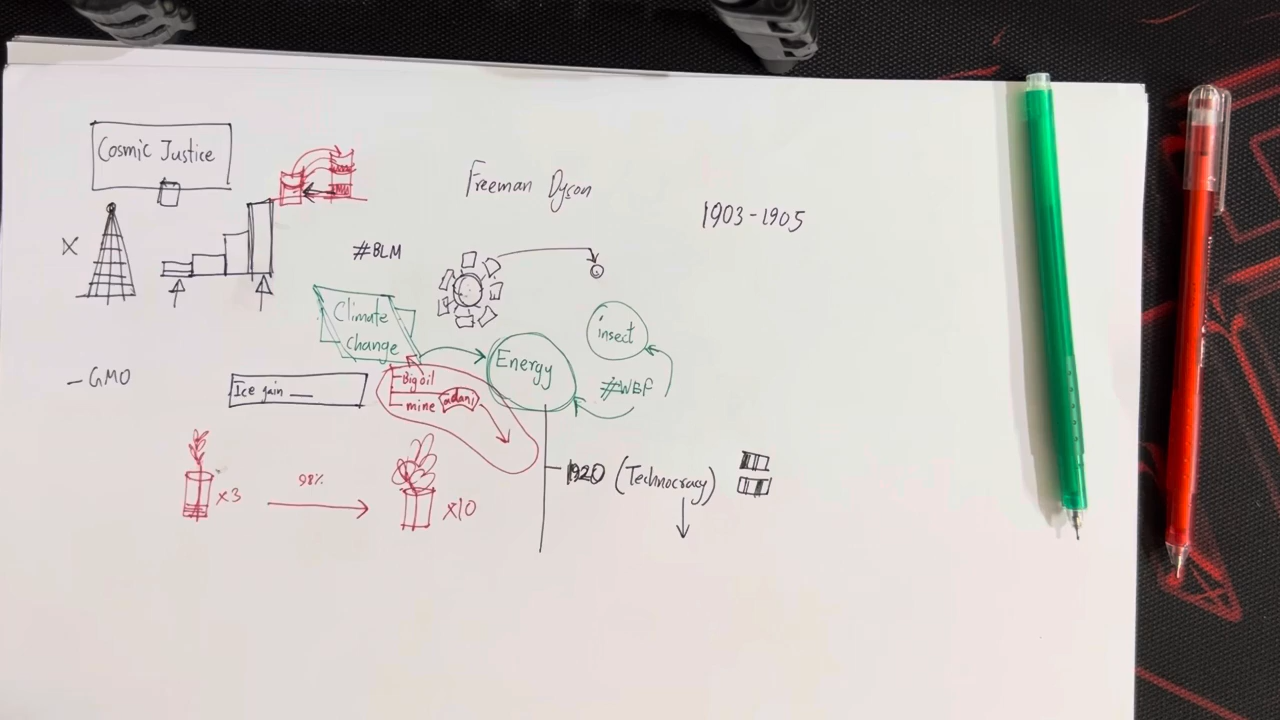 Cosmic Justice
Freeman Dyson
1903-1905
X
#BLM
Climate
change
insect
Energy
- GMO
Big oil
#WEF
Ice gain
mine
adani
98%
x3
x10
1920 (Technocracy)